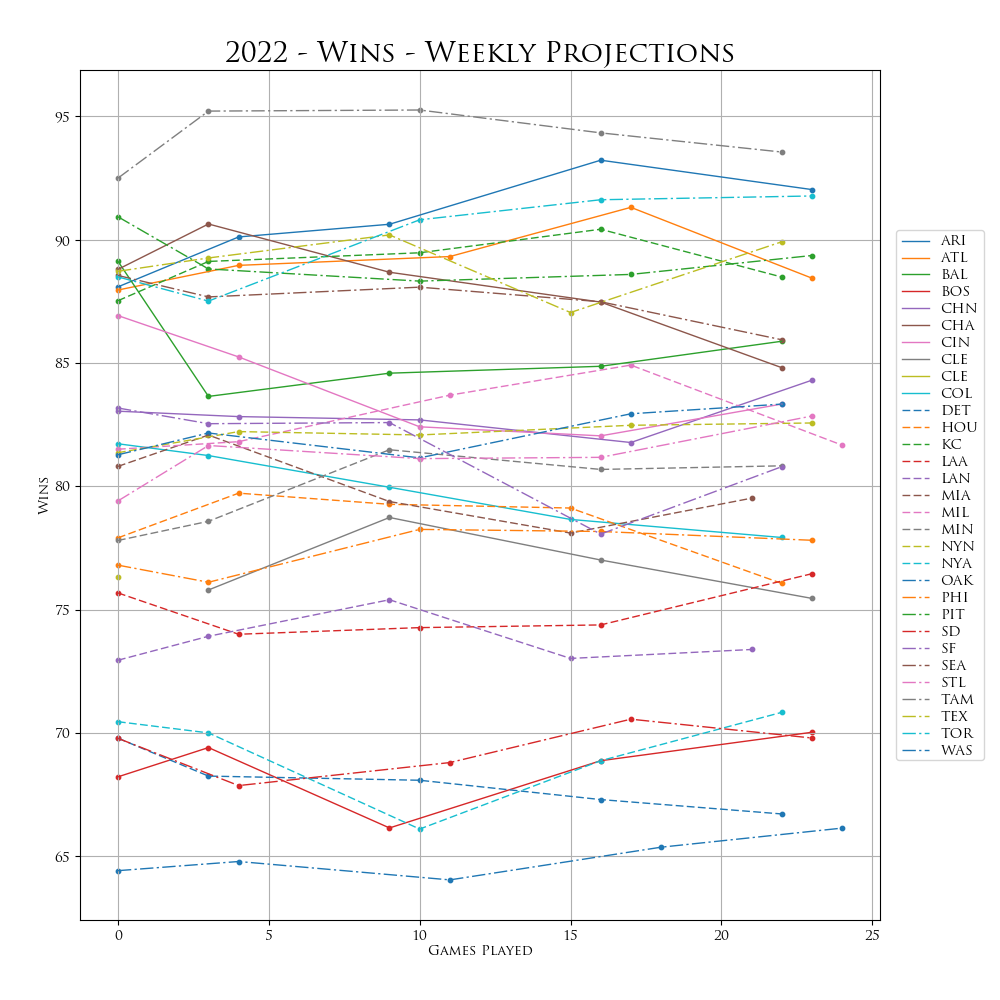 2022 - Wins - Weekly Projections
95
90
85
80
75
70
65
Wins
0 5 10 15 20 25
Games Played
ARI
ATL
BAL
BOS
CHN
CHA
CIN
CLE
CLE
COL
DET
HOU
KC
LAA
LAN
MIA
MIL
MIN
NYN
NYA
OAK
PHI
PIT
SD
SF
SEA
STL
TAM
TEX
TOR
WAS